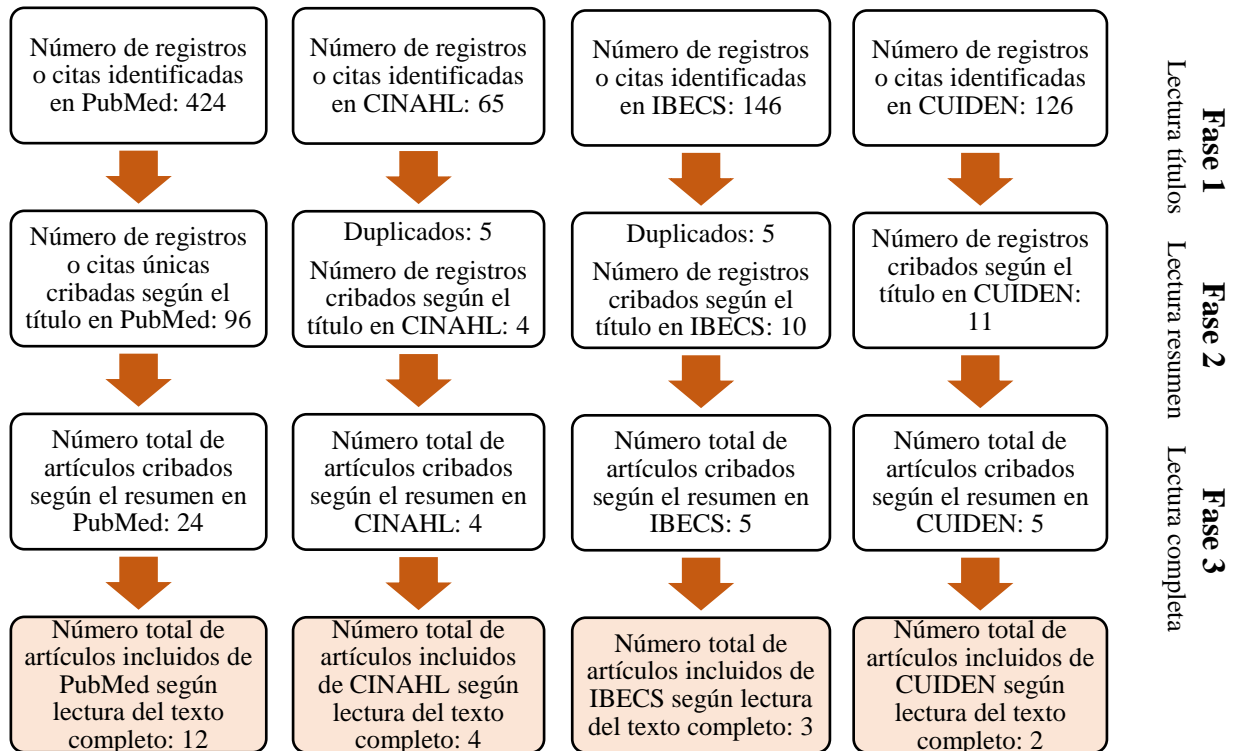 Número de registros
o citas identificadas
en PubMed: 424
Número de registros
o citas identificadas
en CINAHL: 65
Número de registros
o citas identificadas
en IBECS: 146
Número de registros
o citas identificadas
en CUIDEN: 126
Número de registros
o citas únicas
cribadas según el
título en PubMed: 96
Duplicados: 5
Número de registros
cribados según el
título en CINAHL: 4
Duplicados: 5
Número de registros
cribados según el
título en IBECS: 10
Número de registros
cribados según el
título en CUIDEN:
11
Número total de
artículos cribados
según el resumen en
PubMed: 24
Número total de
artículos cribados
según el resumen en
CINAHL: 4
Número total de
artículos cribados
según el resumen en
IBECS: 5
Número total de
artículos cribados
según el resumen en
CUIDEN: 5
Número total de
artículos incluidos de
PubMed según
lectura del texto
completo: 12
Número total de
artículos incluidos
de CINAHL según
lectura del texto
completo: 4
Número total de
artículos incluidos de
IBECS según lectura
del texto completo: 3
Número total de
artículos incluidos de
CUIDEN según
lectura del texto
completo: 2
Fase 1
Lectura títulos
Fase 2
Lectura resumen
Fase 3
Lectura completa